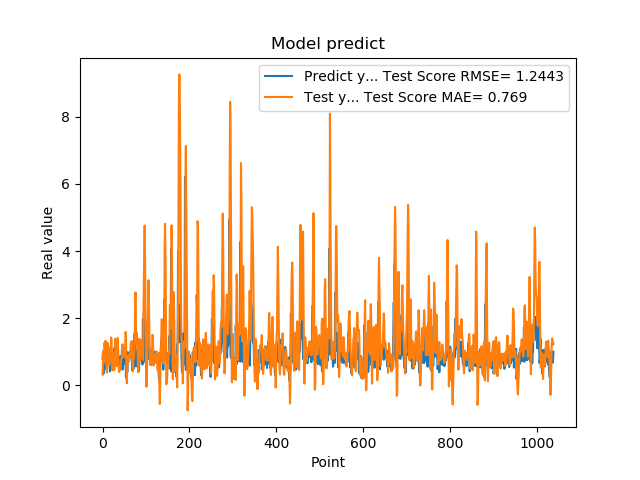 Model predict
Predict y... Test Score RMSE= 1.2443
Test y... Test Score MAE= 0.769
8
6
4
2
0
Real value
0 200 400 600 800 1000
Point